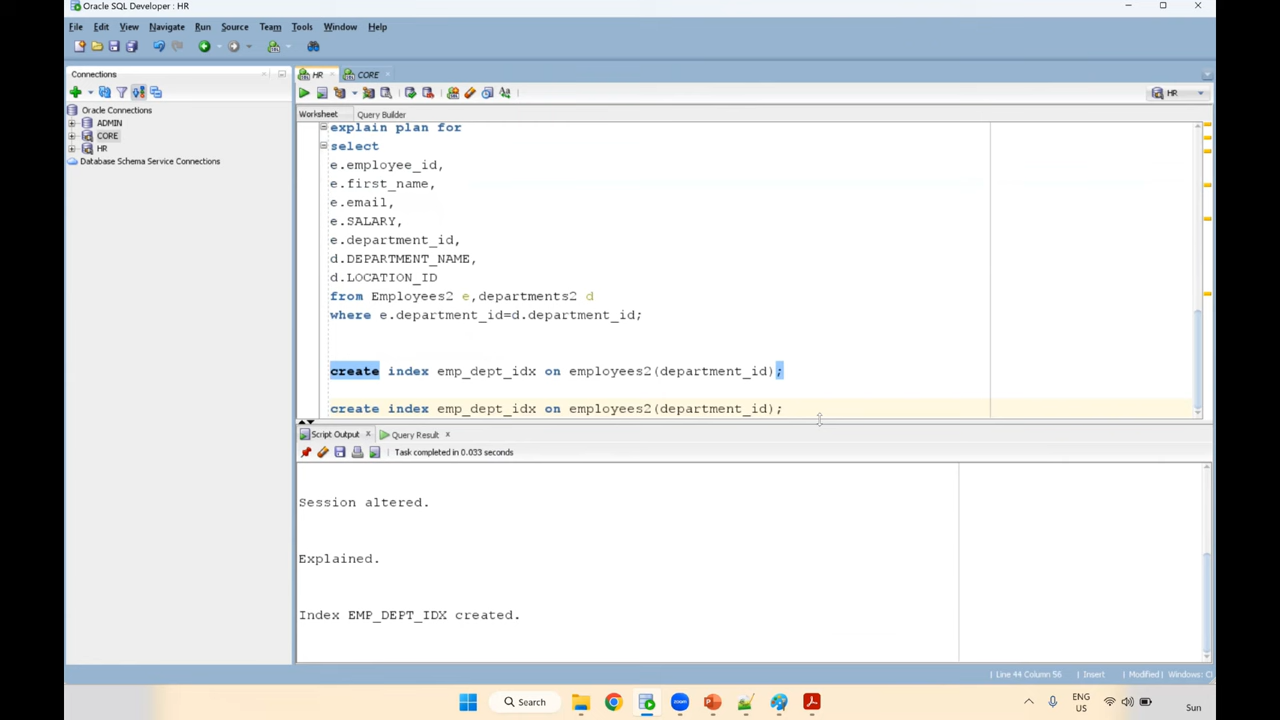 Oracle SQL Developer : HR
File Edit View Navigate Run Source Team Tools Window Help
Connections
Oracle Connections
ADMIN
CORE
HR
Database Schema Service Connections
HR CORE
HR
Worksheet Query Builder
explain plan for
select
e.employee_id,
e.first_name,
e.email,
e.SALARY,
e.department_id,
d.DEPARTMENT_NAME,
d.LOCATION_ID
from Employees2 e,departments2 d
where e.department_id=d.department_id;
create index emp_dept_idx on employees2(department_id);
create index emp_dept_idx on employees2(department_id);
Script Output Query Result
Task completed in 0.033 seconds
Session altered.
Explained.
Index EMP_DEPT_IDX created.
Line 44 Column 56 Insert Modified Windows:
Search
zoom
ENG
US
Sun